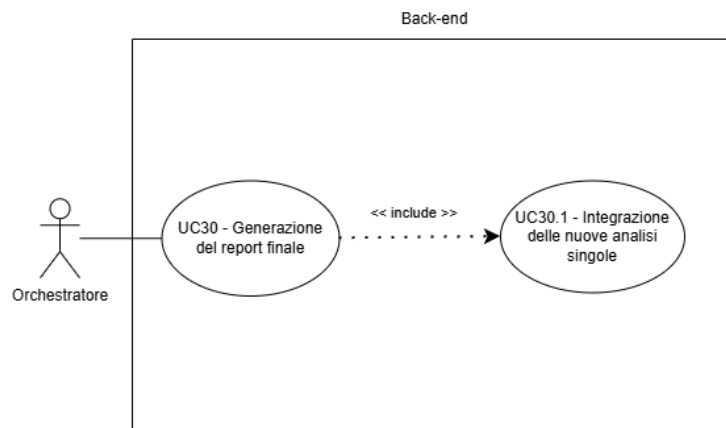 Back-end
UC30 - Generazione
del report finale
<< include >>
UC30.1 - Integrazione
delle nuove analisi
singole
Orchestratore